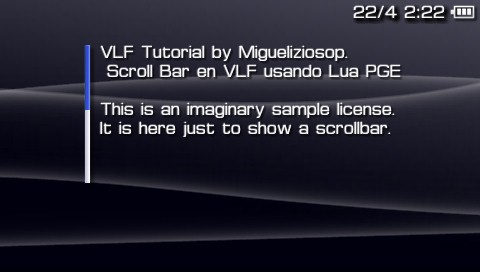 22/4 2:22
VLF Tutorial by Migueliziosop.
Scroll Bar en VLF usando Lua PGE
This is an imaginary sample license.
It is here just to show a scrollbar.